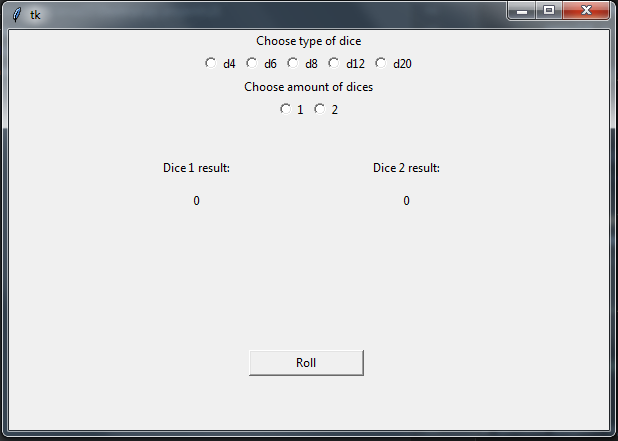 tk
Choose type of dice
d4 d6 d8 d12 d20
Choose amount of dices
1 2
Dice 1 result: Dice 2 result:
0 0
Roll